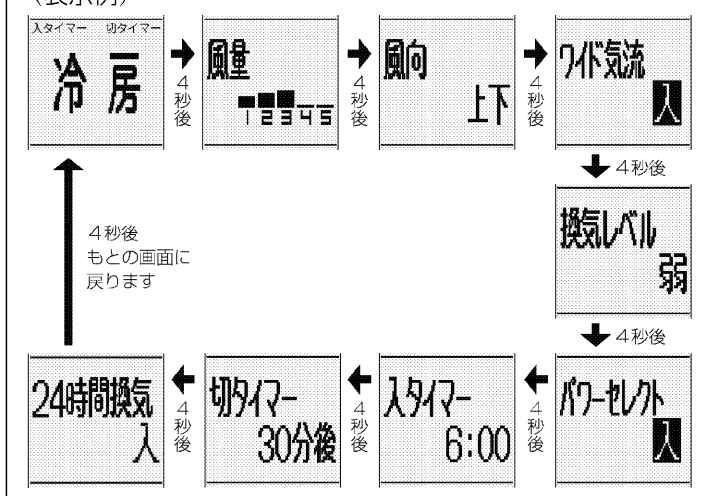 (表示例)
入タイマー 切タイマー
冷房
4秒後
風量
1 2 3 4 5
4秒後
風向
上下
4秒後
ワイド気流
入
4秒後
換気レベル
弱
4秒後
パワーセレクト
入
4秒後
入タイマー
6:00
4秒後
切タイマー
30分後
4秒後
24時間換気
入
4秒後
もとの画面に
戻ります